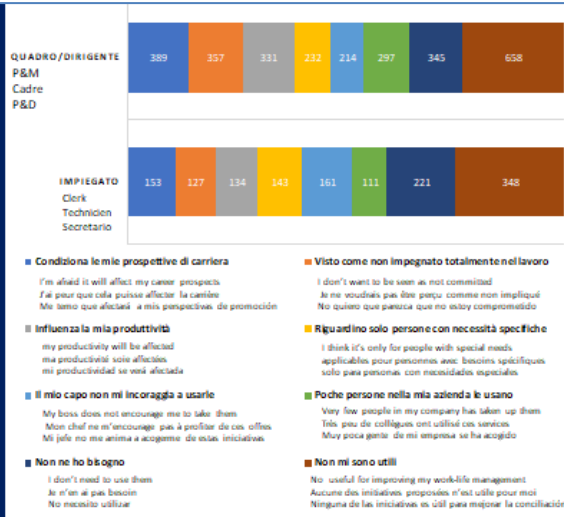 QUADRO/DIRIGENTE
P&M
Cadre
P&D
389 357 331 232 214 297 345 658
IMPIEGATO
Clerk
Technicien
Secretario
153 127 134 143 161 111 221 348
Condiziona le mie prospettive di carriera
I'm afraid it will affect my career prospects
J'ai peur que cela puisse affecter la carrière
Me temo que afectará a mis perspectivas de promoción
Visto come non impegnato totalmente nel lavoro
I don't want to be seen as not committed
Je ne voudrais pas être perçu comme non impliqué
No quiero que parezca que no estoy comprometido
Influenza la mia produttività
my productivity will be affected
ma productivité soie affectées
mi productividad se verá afectada
Riguardino solo persone con necessità specifiche
I think it's only for people with special needs
applicables pour personnes avec besoins spécifiques
solo para personas con necesidades especiales
Il mio capo non mi incoraggia a usarle
My boss does not encourage me to take them
Mon chef ne m'encourage pas à profiter de ces offres
Mi jefe no me anima a acogerme de estas iniciativas
Poche persone nella mia azienda le usano
Very few people in my company has taken up them
Très peu de collègues ont utilisé ces services
Muy poca gente de mi empresa se ha acogido
Non ne ho bisogno
I don't need to use them
Je n'en ai pas besoin
No necesito utilizar
Non mi sono utili
No useful for improving my work-life management
Aucune des initiatives proposées n'est utile pour moi
Ninguna de las iniciativas es útil para mejorar la conciliación